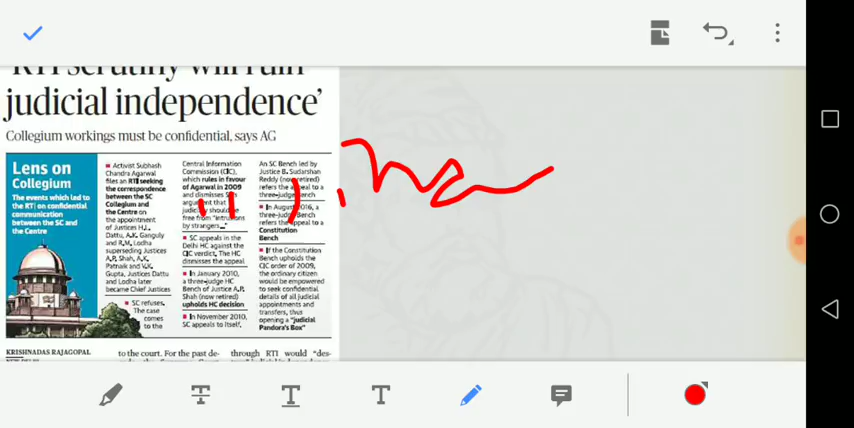 'RTI scrutiny will ruin
judicial independence'
Collegium workings must be confidential, says AG
Lens on
Collegium
The events which led to
the RTI on confidential
communication
between the SC and
the Centre
■ Activist Subhash
Chandra Agarwal
files an RTI seeking
the correspondence
between the SC
Collegium and
the Centre on
the appointment
of Justices H.L.
Dattu, A.K. Ganguly
and R.M. Lodha
superseding Justices
A.P. Shah, A.K.
Patnaik and V.K.
Gupta. Justices Dattu
and Lodha later
became Chief Justices
■ SC refuses.
The case
comes
to the
Central Information
Commission (CIC),
which rules in favour
of Agarwal in 2009
and dismisses SC's
argument that
judiciary should be
free from "intrusions
by strangers..."
■ SC appeals in the
Delhi HC against the
CIC verdict. The HC
dismisses the appeal
■ In January 2010,
a three-judge HC
Bench of Justice A.P.
Shah (now retired)
upholds HC decision
■ In November 2010,
SC appeals to itself.
An SC Bench led by
Justice B. Sudarshan
Reddy (now retired)
refers the appeal to a
three-judge Bench
■ In August 2016, a
three-judge Bench
refers the appeal to a
Constitution
Bench
■ If the Constitution
Bench upholds the
CIC order of 2009,
the ordinary citizen
would be empowered
to seek confidential
details of all judicial
appointments and
transfers, thus
opening a "judicial
Pandora's Box"
KRISHNADAS RAJAGOPAL
NEW DELHI
to the court. For the past de-
through RTI would "des-